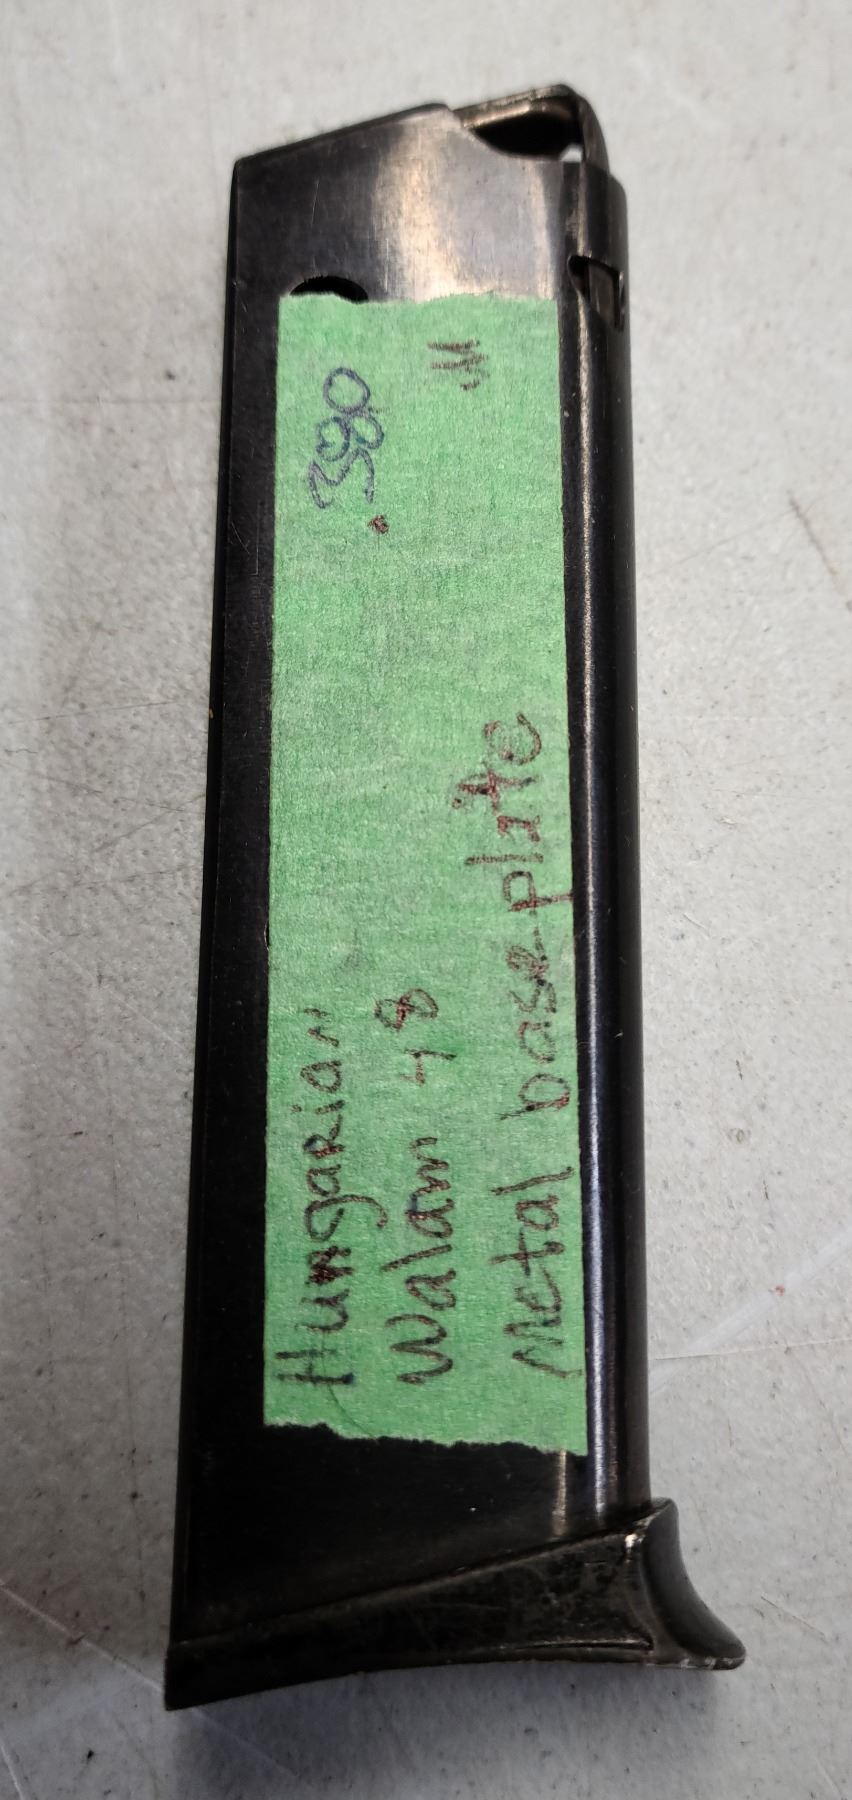 Hungarian .380
Walam 48
Metal base plate